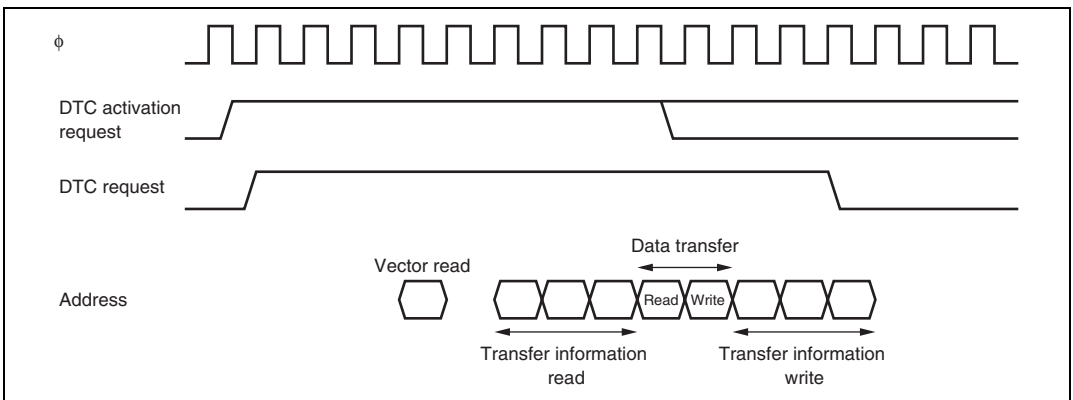 ϕ
DTC activation
request
DTC request
Data transfer
Vector read
Address
Read
Write
Transfer information
read
Transfer information
write